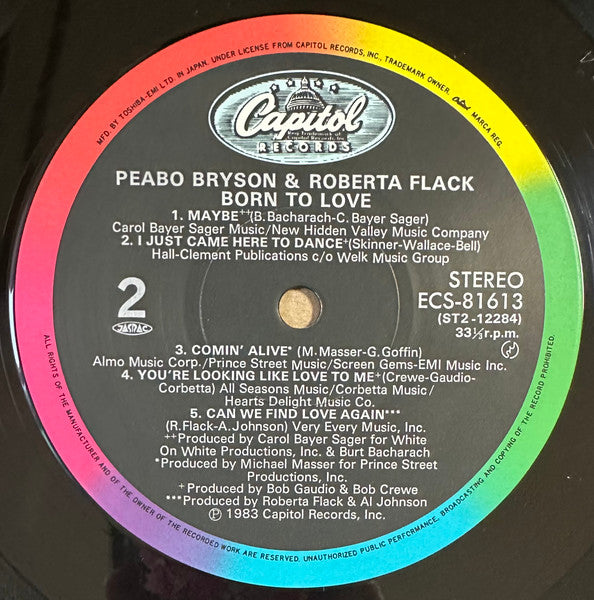 MFD. BY TOSHIBA-EMI LTD. IN JAPAN. UNDER LICENSE FROM CAPITOL RECORDS, INC., TRADEMARK OWNER. Capitol MARCA REG.
Capitol
Reg. Trademark of
Capitol Records, Inc.
RECORDS
PEABO BRYSON & ROBERTA FLACK
BORN TO LOVE
1. MAYBE++(B.Bacharach-C. Bayer Sager)
Carol Bayer Sager Music/New Hidden Valley Music Company
2. I JUST CAME HERE TO DANCE+(Skinner-Wallace-Bell)
Hall-Clement Publications c/o Welk Music Group
2
JASRAC
STEREO
ECS-81613
(ST2-12284)
33⅓r.p.m.
3. COMIN' ALIVE* (M. Masser-G. Goffin)
Almo Music Corp./Prince Street Music/Screen Gems-EMI Music Inc.
4. YOU'RE LOOKING LIKE LOVE TO ME+(Crewe-Gaudio-
Corbetta) All Seasons Music/Corbetta Music/
Hearts Delight Music Co.
5. CAN WE FIND LOVE AGAIN***
(R.Flack-A. Johnson) Very Every Music, Inc.
++Produced by Carol Bayer Sager for White
On White Productions, Inc & Burt Bacharach
*Produced by Michael Masser for Prince Street
Productions, Inc.
+Produced by Bob Gaudio & Bob Crewe
***Produced by Roberta Flack & Al Johnson
Ⓟ 1983 Capitol Records, Inc.
ALL RIGHTS OF THE MANUFACTURER AND OF THE OWNER OF THE RECORDED WORK ARE RESERVED. UNAUTHORIZED PUBLIC PERFORMANCE, BROADCASTING AND COPYING OF THE RECORD PROHIBITED.